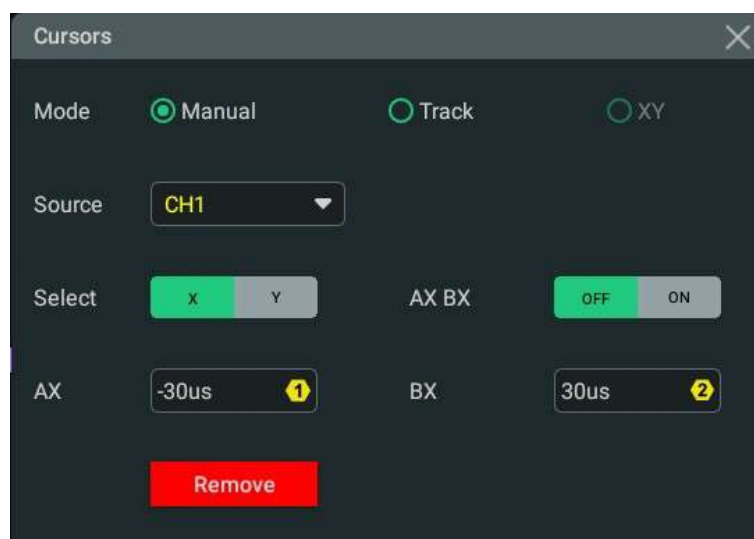 Cursors
Mode Manual Track XY
Source CH1
Select X Y AX BX OFF ON
AX -30us 1 BX 30us 2
Remove